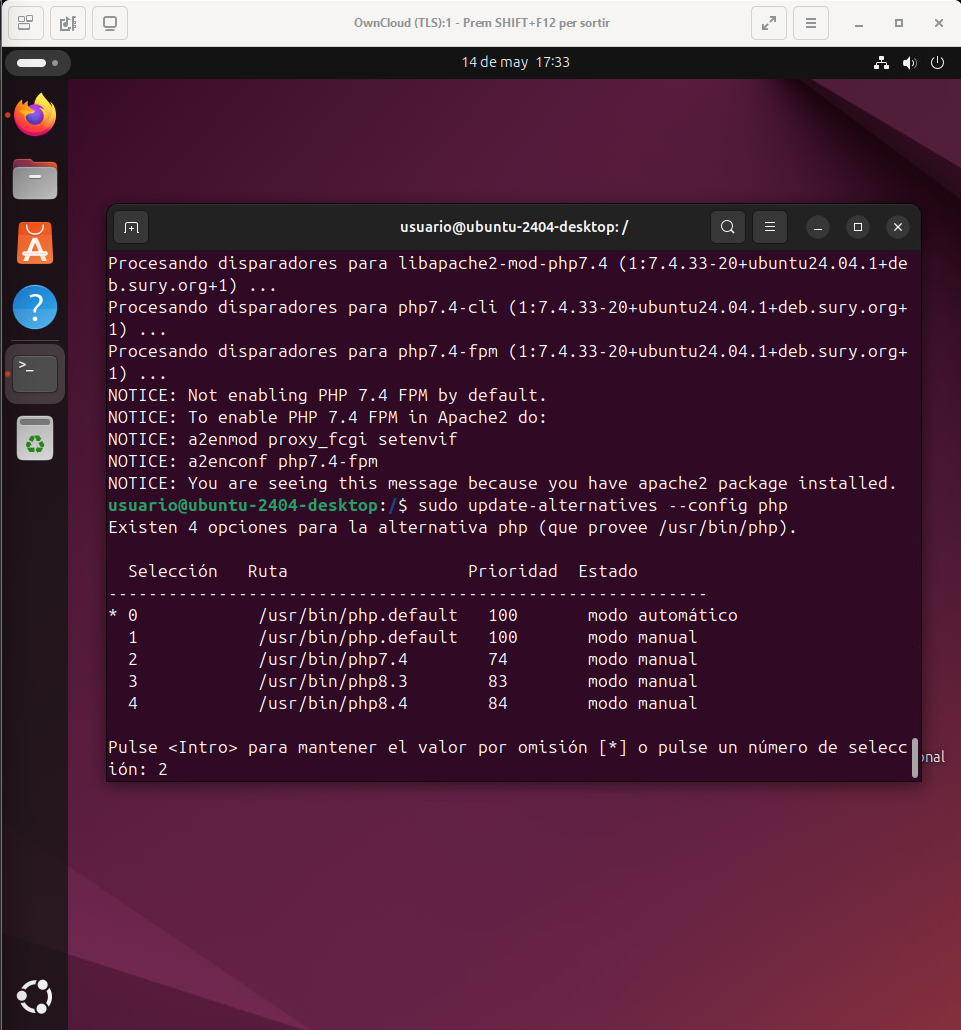 OwnCloud (TLS):1 - Prem SHIFT+F12 per sortir
14 de may 17:33
usuario@ubuntu-2404-desktop: /
Procesando disparadores para libapache2-mod-php7.4 (1:7.4.33-20+ubuntu24.04.1+de
b.sury.org+1) ...
Procesando disparadores para php7.4-cli (1:7.4.33-20+ubuntu24.04.1+deb.sury.org+
1) ...
Procesando disparadores para php7.4-fpm (1:7.4.33-20+ubuntu24.04.1+deb.sury.org+
1) ...
NOTICE: Not enabling PHP 7.4 FPM by default.
NOTICE: To enable PHP 7.4 FPM in Apache2 do:
NOTICE: a2enmod proxy_fcgi setenvif
NOTICE: a2enconf php7.4-fpm
NOTICE: You are seeing this message because you have apache2 package installed.
usuario@ubuntu-2404-desktop:/$ sudo update-alternatives --config php
Existen 4 opciones para la alternativa php (que provee /usr/bin/php).
Selección Ruta Prioridad Estado
------------------------------------------------------------
* 0 /usr/bin/php.default 100 modo automático
1 /usr/bin/php.default 100 modo manual
2 /usr/bin/php7.4 74 modo manual
3 /usr/bin/php8.3 83 modo manual
4 /usr/bin/php8.4 84 modo manual
Pulse <Intro> para mantener el valor por omisión [*] o pulse un número de selecc
ión: 2